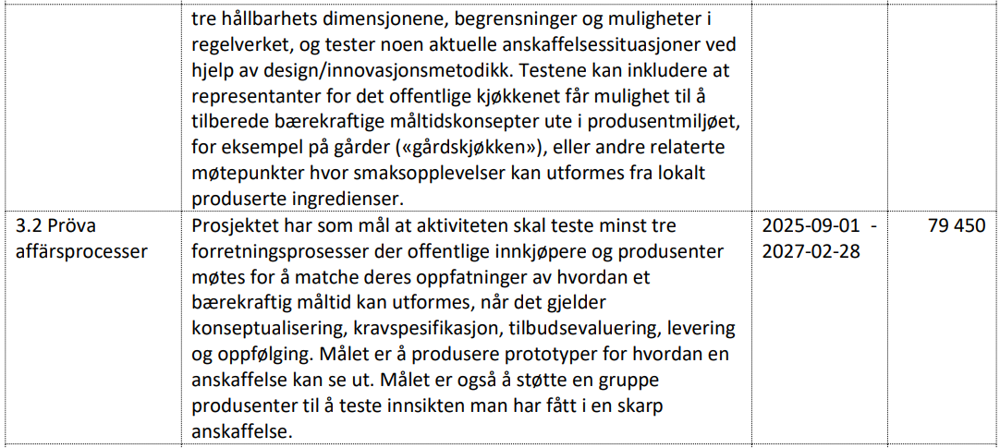 tre hållbarhets dimensjonene, begrensninger og muligheter i
regelverket, og tester noen aktuelle anskaffelsessituasjoner ved
hjelp av design/innovasjonsmetodikk. Testene kan inkludere at
representanter for det offentlige kjøkkenet får mulighet til å
tilberede bærekraftige måltidskonsepter ute i produsentmiljøet,
for eksempel på gårder («gårdskjøkken»), eller andre relaterte
møtepunkter hvor smaksopplevelser kan utformes fra lokalt
produserte ingredienser.
3.2 Pröva
affärsprocesser
Prosjektet har som mål at aktiviteten skal teste minst tre
forretningsprosesser der offentlige innkjøpere og produsenter
møtes for å matche deres oppfatninger av hvordan et
bærekraftig måltid kan utformes, når det gjelder
konseptualisering, kravspesifikasjon, tilbudsevaluering, levering
og oppfølging. Målet er å produsere prototyper for hvordan en
anskaffelse kan se ut. Målet er også å støtte en gruppe
produsenter til å teste innsikten man har fått i en skarp
anskaffelse.
2025-09-01 -
2027-02-28
79 450